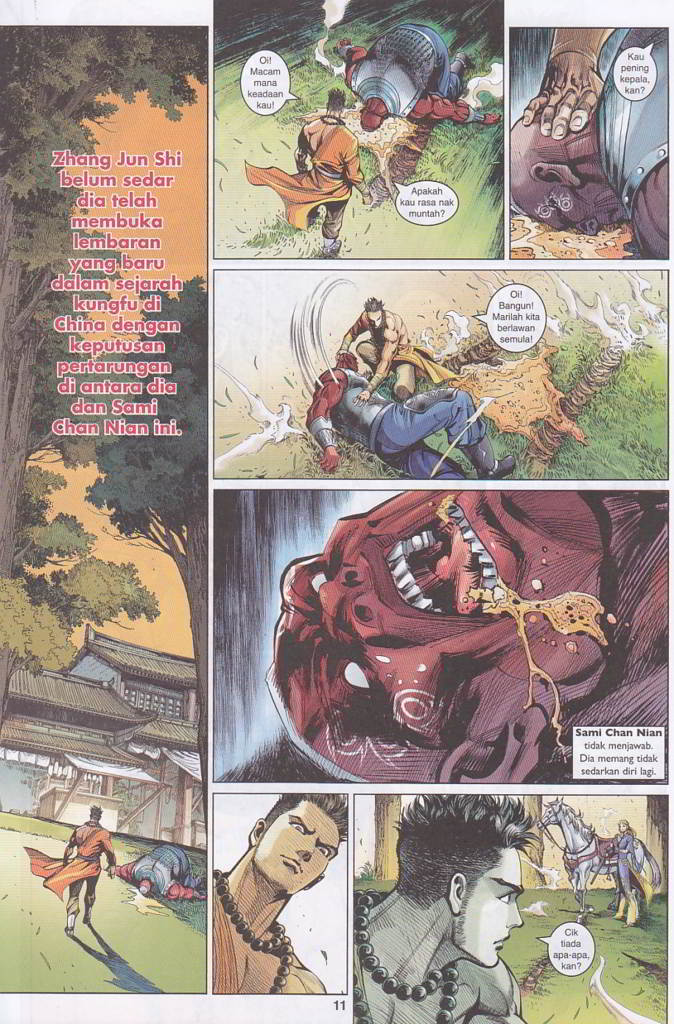 Zhang Jun Shi
belum sedar
dia telah
membuka
lembaran
yang baru
dalam sejarah
kungfu di
China dengan
keputusan
pertarungan
di antara dia
dan Sami
Chan Nian ini.
Oi!
Macam
mana
keadaan
kau!
Apakah
kau rasa nak
muntah?
Kau
pening
kepala,
kan?
Oi!
Bangun!
Marilah kita
berlawan
semula!
Sami Chan Nian
tidak menjawab.
Dia memang tidak
sedarkan diri lagi.
Cik
tiada
apa-apa,
kan?
11